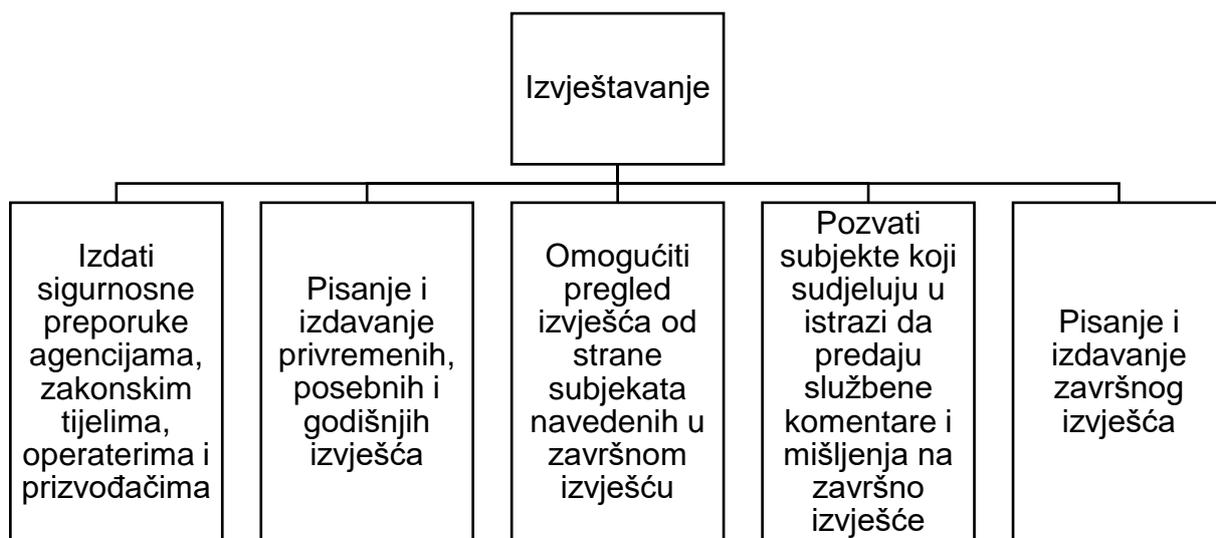 Izvještavanje
Izdati
sigurnosne
preporuke
agencijama,
zakonskim
tijelima,
operaterima i
prizvođačima
Pisanje i
izdavanje
privremenih,
posebnih i
godišnjih
izvješća
Omogućiti
pregled
izvješća od
strane
subjekata
navedenih u
završnom
izvješću
Pozvati
subjekte koji
sudjeluju u
istrazi da
predaju
službene
komentare i
mišljenja na
završno
izvješće
Pisanje i
izdavanje
završnog
izvješća